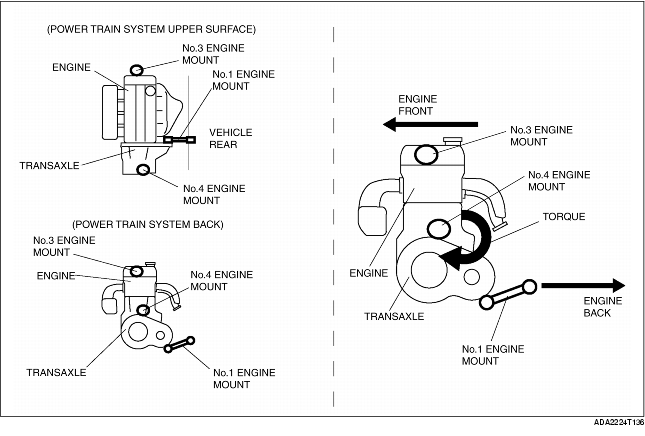 (POWER TRAIN SYSTEM UPPER SURFACE)
No.3 ENGINE
MOUNT
ENGINE
No.1 ENGINE
MOUNT
VEHICLE
REAR
TRANSAXLE
No.4 ENGINE
MOUNT
(POWER TRAIN SYSTEM BACK)
No.3 ENGINE
MOUNT
ENGINE
No.4 ENGINE
MOUNT
TRANSAXLE
No.1 ENGINE
MOUNT
ENGINE
FRONT
No.3 ENGINE
MOUNT
No.4 ENGINE
MOUNT
TORQUE
ENGINE
TRANSAXLE
ENGINE
BACK
No.1 ENGINE
MOUNT
ADA2224T136